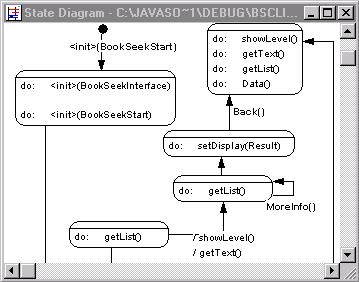 State Diagram - C:\JAVASO~1\DEBUG\BSCLI...
<init>(BookSeekStart)
do: showLevel()
do: getText()
do: getList()
do: Data()
do: <init>(BookSeekInterface)
do: <init>(BookSeekStart)
Back()
do: setDisplay(Result)
do: getList()
MoreInfo()
do: getList()
/ showLevel()
/ getText()